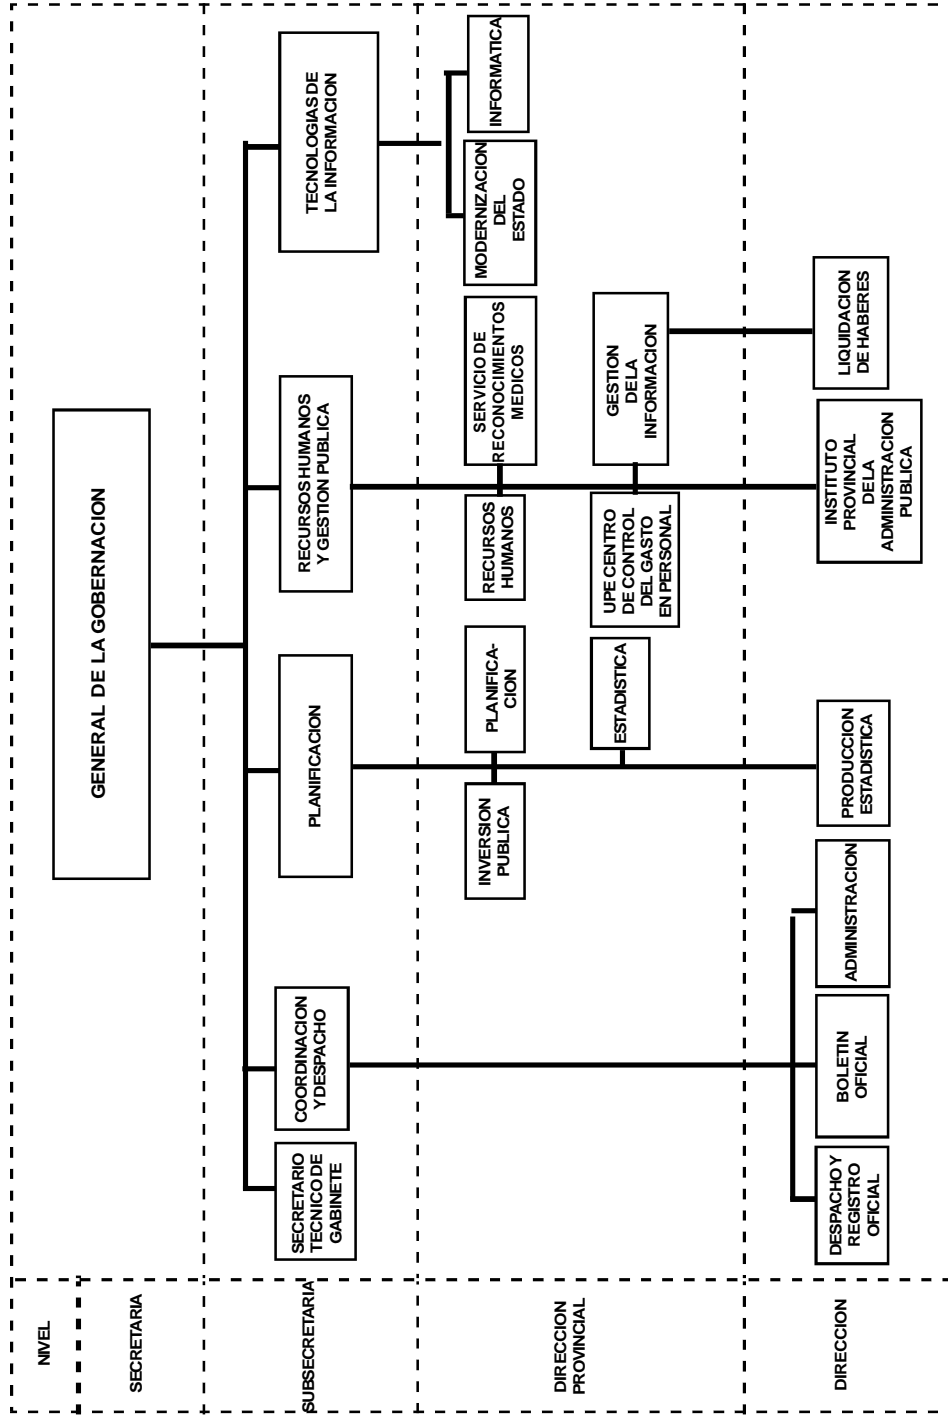 NIVEL
SECRETARIA
GENERAL DE LA GOBERNACION
SUBSECRETARIA
SECRETARIO
TECNICO DE
GABINETE
COORDINACION
Y DESPACHO
PLANIFICACION
RECURSOS HUMANOS
Y GESTION PUBLICA
TECNOLOGIAS DE
LA INFORMACION
DIRECCION
PROVINCIAL
INVERSION
PUBLICA
PLANIFICA-
CION
RECURSOS
HUMANOS
SERVICIO DE
RECONOCIMIENTOS
MEDICOS
MODERNIZACION
DEL
ESTADO
INFORMATICA
ESTADISTICA
UPE CENTRO
DE CONTROL
DEL GASTO
EN PERSONAL
GESTION
DE LA
INFORMACION
DIRECCION
DESPACHO Y
REGISTRO
OFICIAL
BOLETIN
OFICIAL
ADMINISTRACION
PRODUCCION
ESTADISTICA
INSTITUTO
PROVINCIAL
DE LA
ADMINISTRACION
PUBLICA
LIQUIDACION
DE HABERES